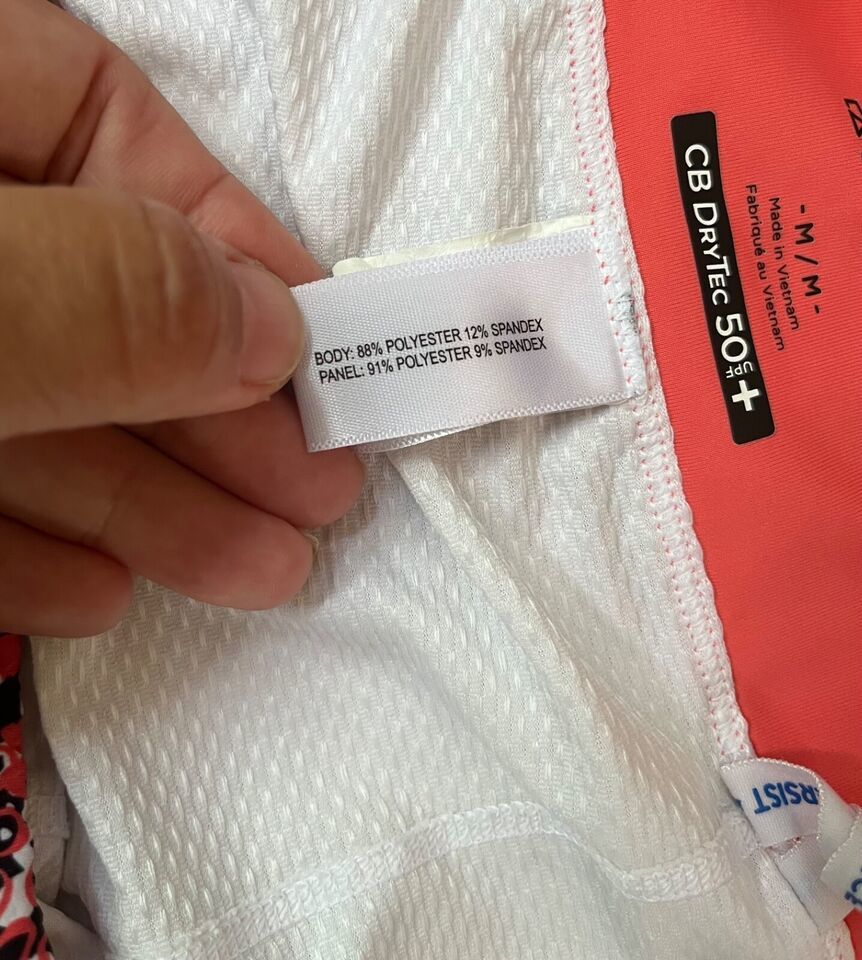 BODY: 88% POLYESTER 12% SPANDEX
PANEL: 91% POLYESTER 9% SPANDEX
CB DRYTEC 50 UPF +
- M / M -
Made in Vietnam
Fabriqué au Vietnam